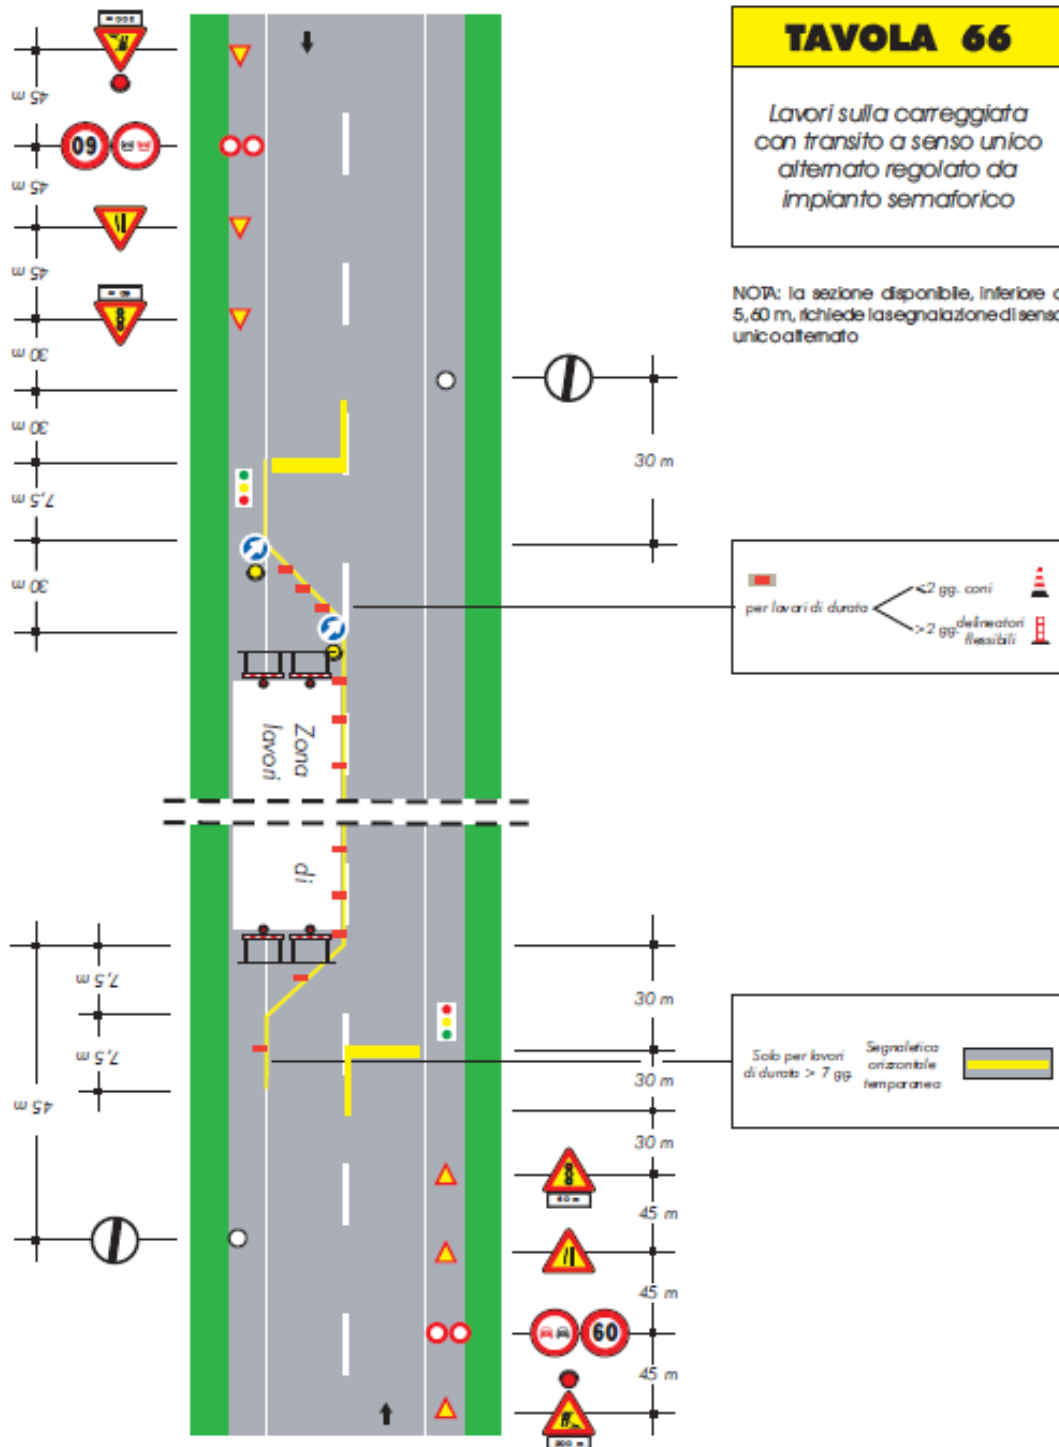 TAVOLA 66
Lavori sulla carreggiata
con transito a senso unico
alternato regolato da
impianto semaforico
NOTA: la sezione disponibile, inferiore a
5,60 m, richiede la segnalazione di senso
unico alternato
45 m
60
45 m
45 m
30 m
30 m
7,5 m
30 m
30 m
per lavori di durata
<2 gg. coni
>2 gg. delineatori
flessibili
Zona
lavori
di
7,5 m
7,5 m
45 m
30 m
30 m
30 m
45 m
45 m
60
45 m
Solo per lavori
di durata > 7 gg.
Segnaletica
orizzontale
temporanea